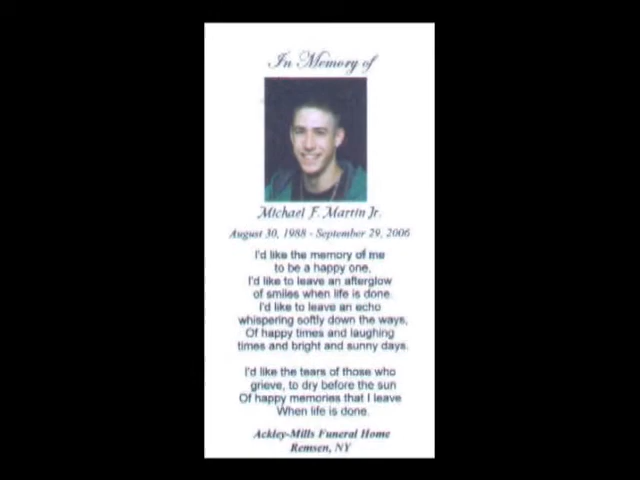 In Memory of
Michael F. Martin Jr.
August 30, 1988 - September 29, 2006
I'd like the memory of me
to be a happy one,
I'd like to leave an afterglow
of smiles when life is done.
I'd like to leave an echo
whispering softly down the ways,
Of happy times and laughing
times and bright and sunny days.
I'd like the tears of those who
grieve, to dry before the sun
Of happy memories that I leave
When life is done.
Ackley-Mills Funeral Home
Remsen, NY